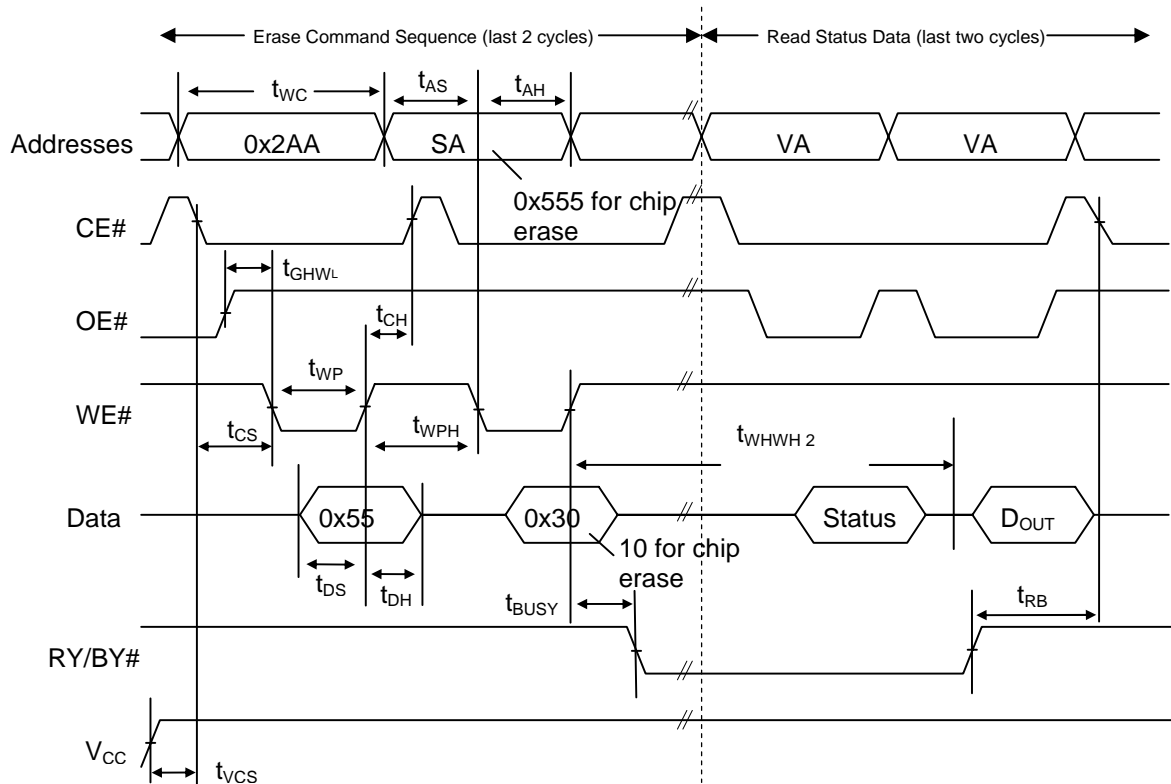 Erase Command Sequence (last 2 cycles)
Read Status Data (last two cycles)
tWC
tAS
tAH
Addresses
0x2AA
SA
VA
VA
0x555 for chip
erase
CE#
tGHWL
OE#
tCH
tWP
WE#
tCS
tWPH
tWHWH 2
Data
0x55
0x30
Status
DOUT
10 for chip
erase
tDS
tDH
tBUSY
tRB
RY/BY#
VCC
tVCS